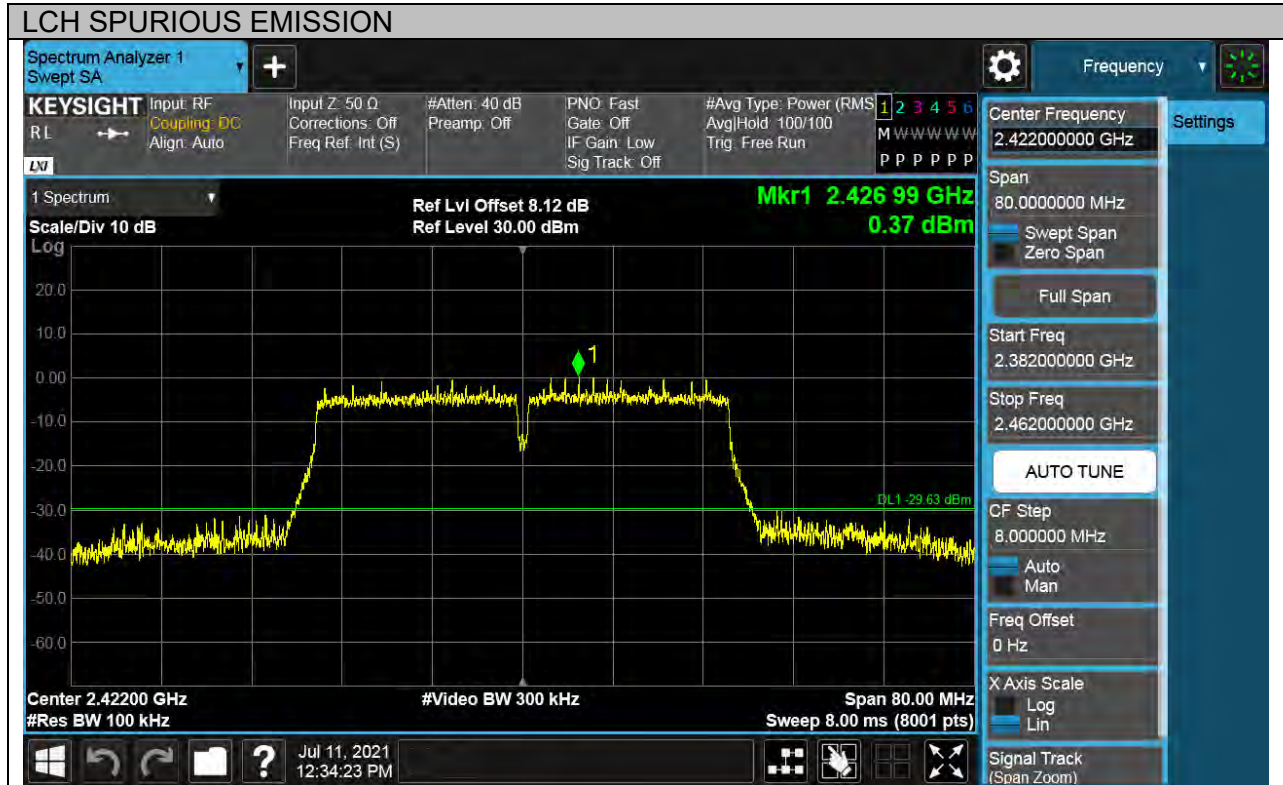 LCH SPURIOUS EMISSION
Spectrum Analyzer 1
Swept SA
Frequency
KEYSIGHT
R L
LXI
Input: RF
Coupling: DC
Align: Auto
Input Z: 50 Ω
Corrections: Off
Freq Ref: Int (S)
#Atten: 40 dB
Preamp: Off
PNO: Fast
Gate: Off
IF Gain: Low
Sig Track: Off
#Avg Type: Power (RMS
Avg|Hold: 100/100
Trig: Free Run
1 2 3 4 5 6
M W W W W W
P P P P P P
1 Spectrum
Scale/Div 10 dB
Log
Ref Lvl Offset 8.12 dB
Ref Level 30.00 dBm
Mkr1 2.426 99 GHz
0.37 dBm
20.0
10.0
0.00
-10.0
-20.0
-30.0
-40.0
-50.0
-60.0
1
DL1 -29.63 dBm
Center 2.42200 GHz
#Res BW 100 kHz
#Video BW 300 kHz
Span 80.00 MHz
Sweep 8.00 ms (8001 pts)
Center Frequency
2.422000000 GHz
Settings
Span
80.0000000 MHz
Swept Span
Zero Span
Full Span
Start Freq
2.382000000 GHz
Stop Freq
2.462000000 GHz
AUTO TUNE
CF Step
8.000000 MHz
Auto
Man
Freq Offset
0 Hz
X Axis Scale
Log
Lin
Signal Track
(Span Zoom)
?
Jul 11, 2021
12:34:23 PM